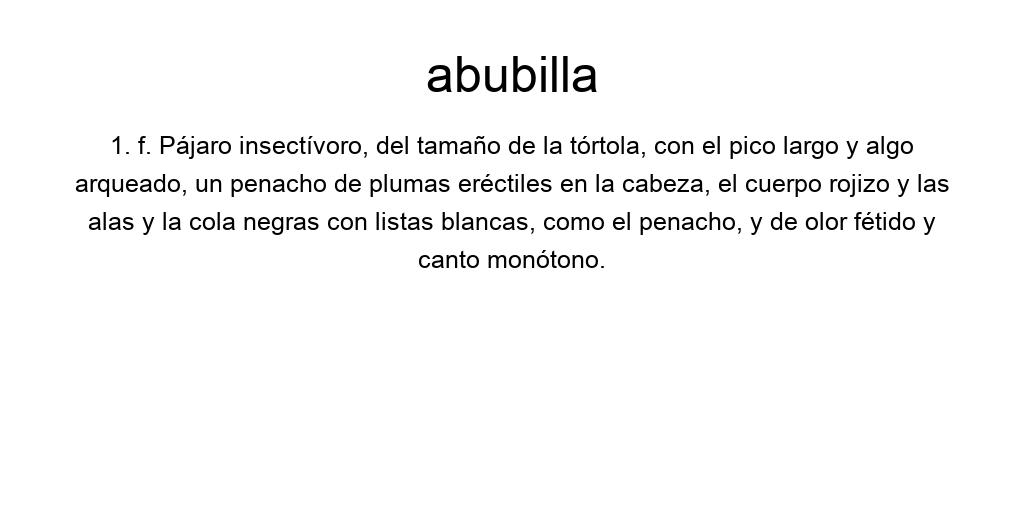 abubilla
1. f. Pájaro insectívoro, del tamaño de la tórtola, con el pico largo y algo
arqueado, un penacho de plumas eréctiles en la cabeza, el cuerpo rojizo y las
alas y la cola negras con listas blancas, como el penacho, y de olor fétido y
canto monótono.